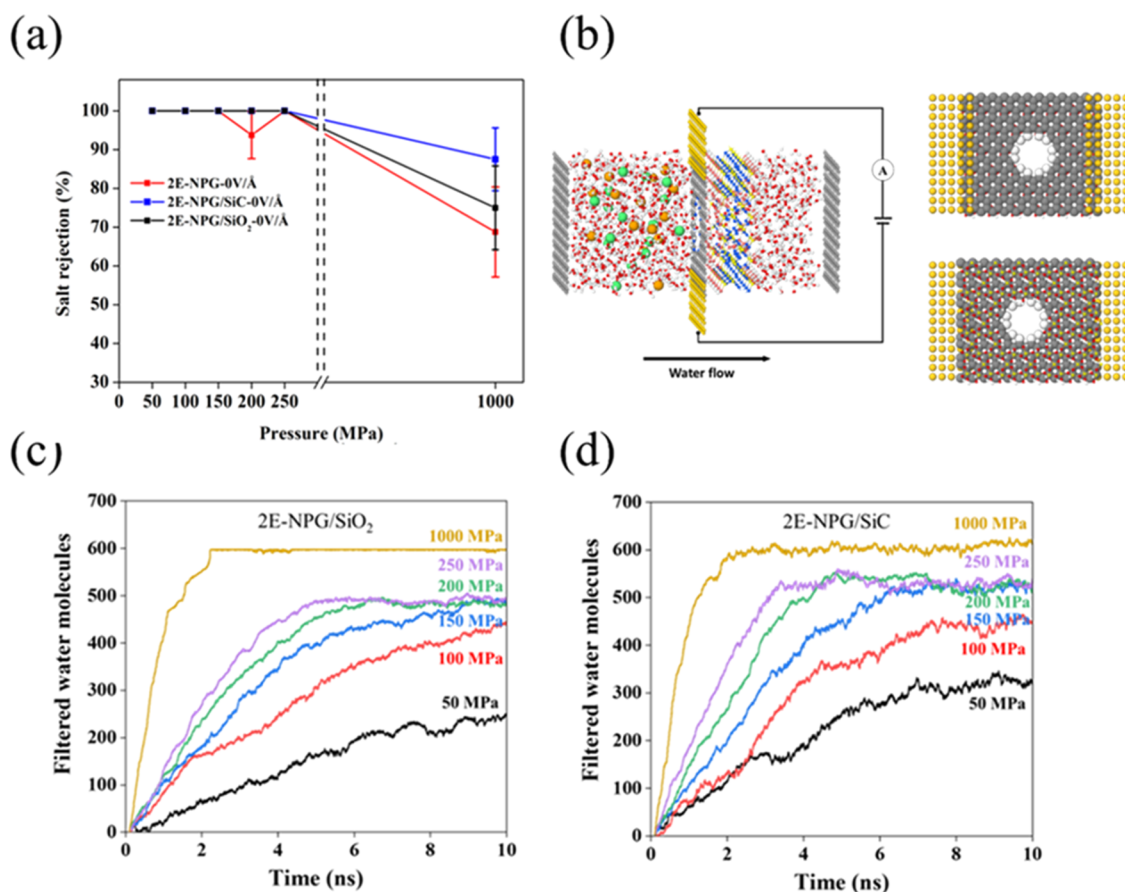 (a)
(b)
Salt rejection (%)
100
90
80
70
60
50
40
30
2E-NPG-0V/Å
2E-NPG/SiC-0V/Å
2E-NPG/SiO₂-0V/Å
0
50
100
150
200
250
1000
Pressure (MPa)
A
Water flow
(c)
(d)
Filtered water molecules
700
600
500
400
300
200
100
0
2E-NPG/SiO₂
1000 MPa
250 MPa
200 MPa
150 MPa
100 MPa
50 MPa
0
2
4
6
8
10
Time (ns)
Filtered water molecules
700
600
500
400
300
200
100
0
2E-NPG/SiC
1000 MPa
250 MPa
200 MPa
150 MPa
100 MPa
50 MPa
0
2
4
6
8
10
Time (ns)